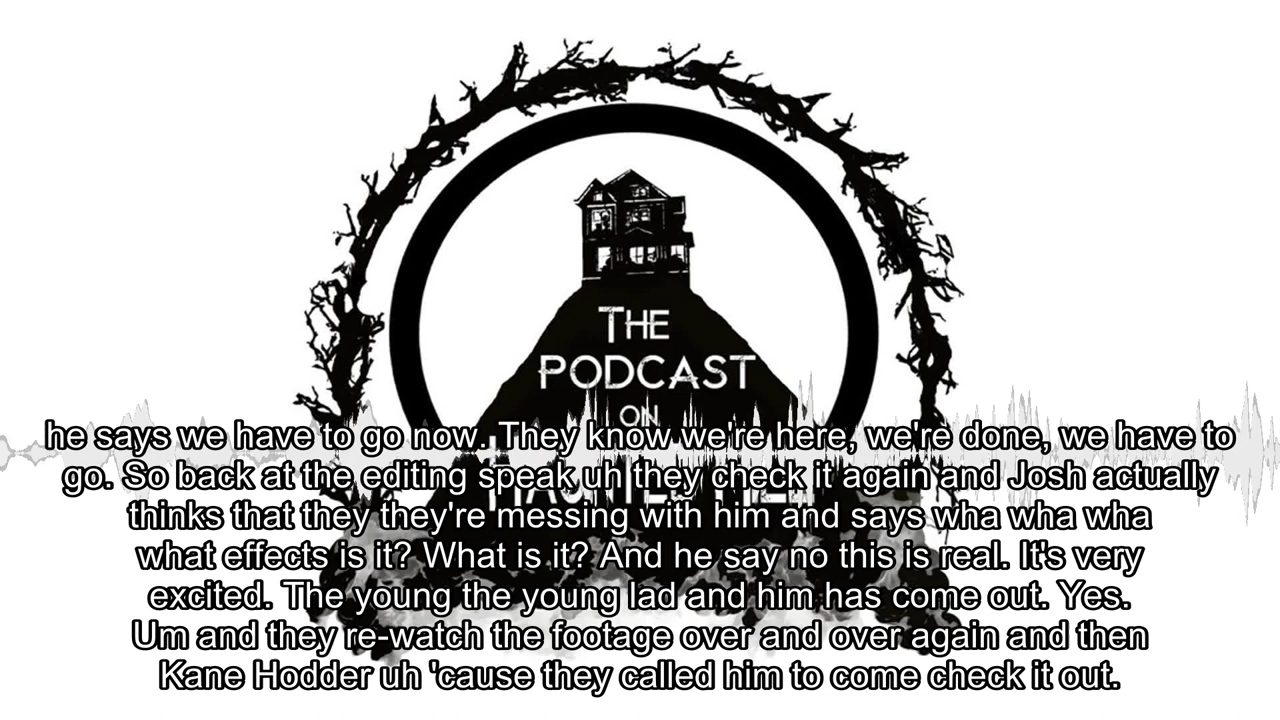 THE
PODCAST
ON
HAUNTED HILL
he says we have to go now. They know we're here, we're done, we have to
go. So back at the editing speak uh they check it again and Josh actually
thinks that they they're messing with him and says wha wha wha
what effects is it? What is it? And he say no this is real. It's very
excited. The young the young lad and him has come out. Yes.
Um and they re-watch the footage over and over again and then
Kane Hodder uh 'cause they called him to come check it out.